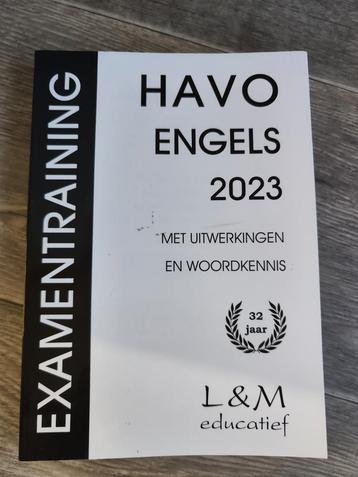 EXAMENTRAINING
HAVO
ENGELS
2023
MET UITWERKINGEN
EN WOORDKENNIS
32
jaar
L&M
educatief